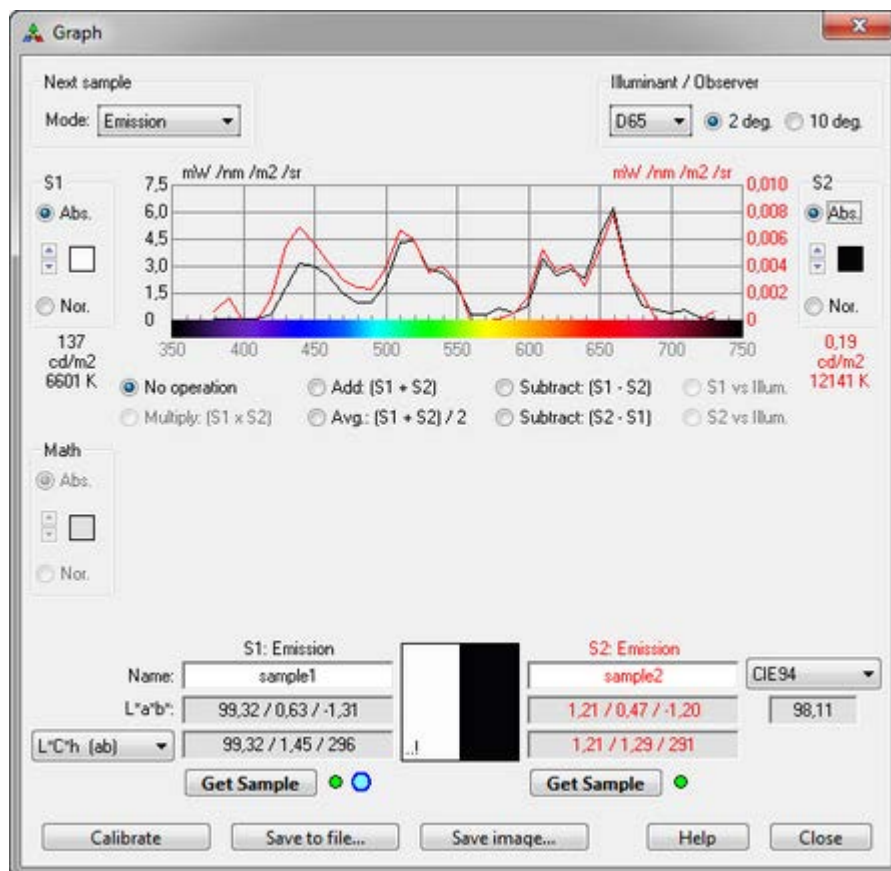 Graph
Next sample
Mode: Emission
Illuminant / Observer
D65 2 deg. 10 deg.
S1
Abs.
Nor.
137
cd/m2
6601 K
mW /nm /m2 /sr
mW /nm /m2 /sr
7,5
6,0
4,5
3,0
1,5
0
0,010
0,008
0,006
0,004
0,002
0
350 400 450 500 550 600 650 700 750
S2
Abs.
Nor.
0,19
cd/m2
12141 K
No operation Add: (S1 + S2) Subtract: (S1 - S2) S1 vs Illum.
Multiply: (S1 x S2) Avg.: (S1 + S2) / 2 Subtract: (S2 - S1) S2 vs Illum.
Math
Abs.
Nor.
S1: Emission S2: Emission
Name: sample1 sample2 CIE94
L*a*b*: 99,32 / 0,63 / -1,31 1,21 / 0,47 / -1,20 98,11
L*C*h (ab) 99,32 / 1,45 / 296 ..! 1,21 / 1,29 / 291
Get Sample Get Sample
Calibrate Save to file... Save image... Help Close